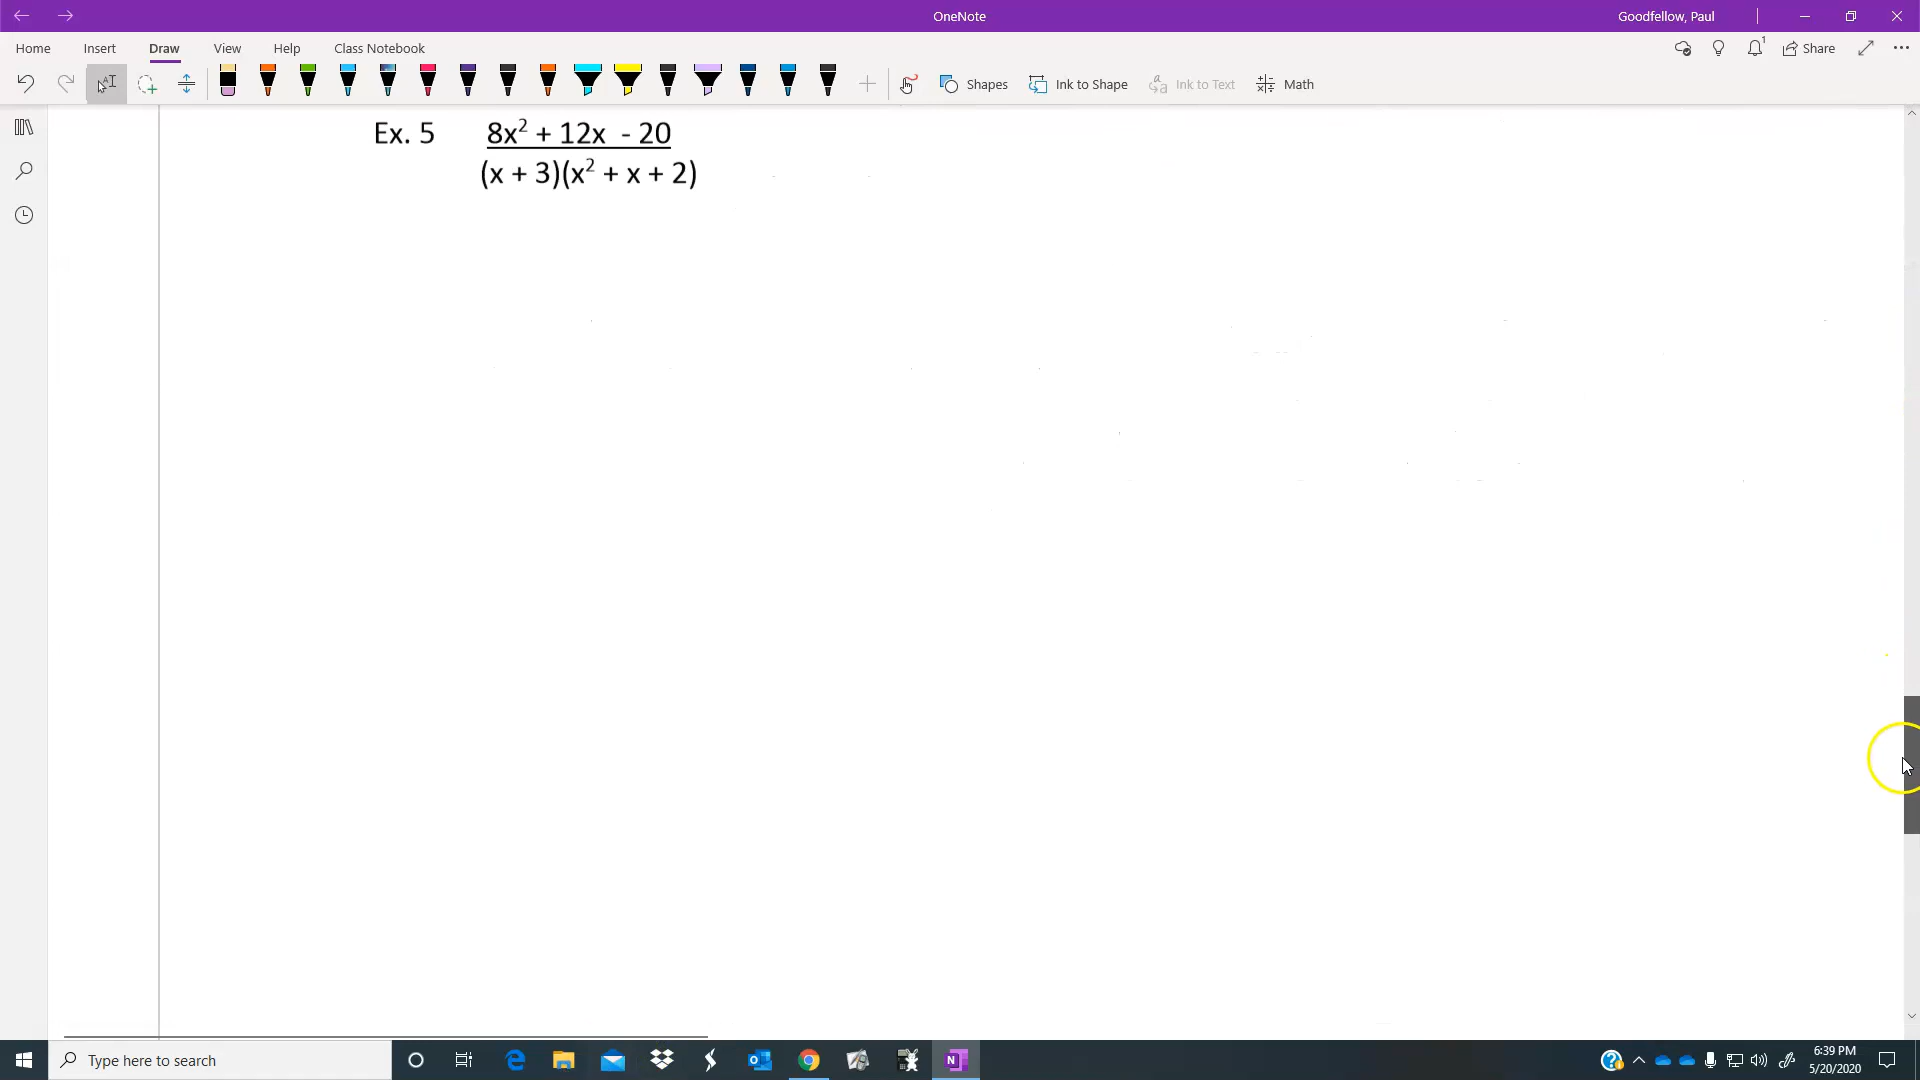 OneNote
Goodfellow, Paul
Home Insert Draw View Help Class Notebook
1 Share
Shapes Ink to Shape Ink to Text Math
Ex. 5 8x² + 12x - 20
(x + 3)(x² + x + 2)
Type here to search
6:39 PM
5/20/2020